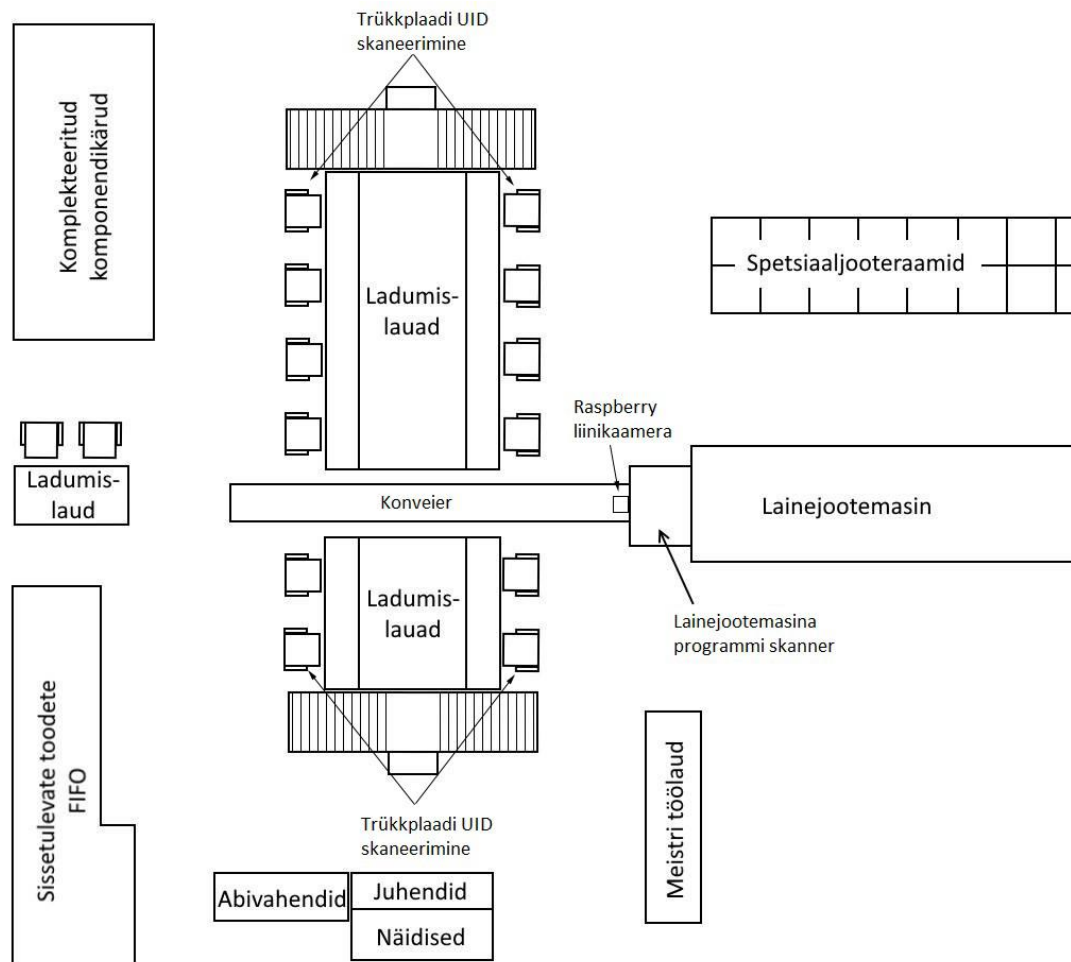 Trükkplaadi UID
skaneerimine
Komplekteeritud
komponendikärud
Ladumis-
lauad
Spetsiaaljooteraamid
Raspberry
liinikaamera
Ladumis-
laud
Konveier
Lainejootemasin
Ladumis-
lauad
Lainejootemasina
programmi skanner
Sissetulevate toodete
FIFO
Meistri töölaud
Trükkplaadi UID
skaneerimine
Abivahendid
Juhendid
Näidised